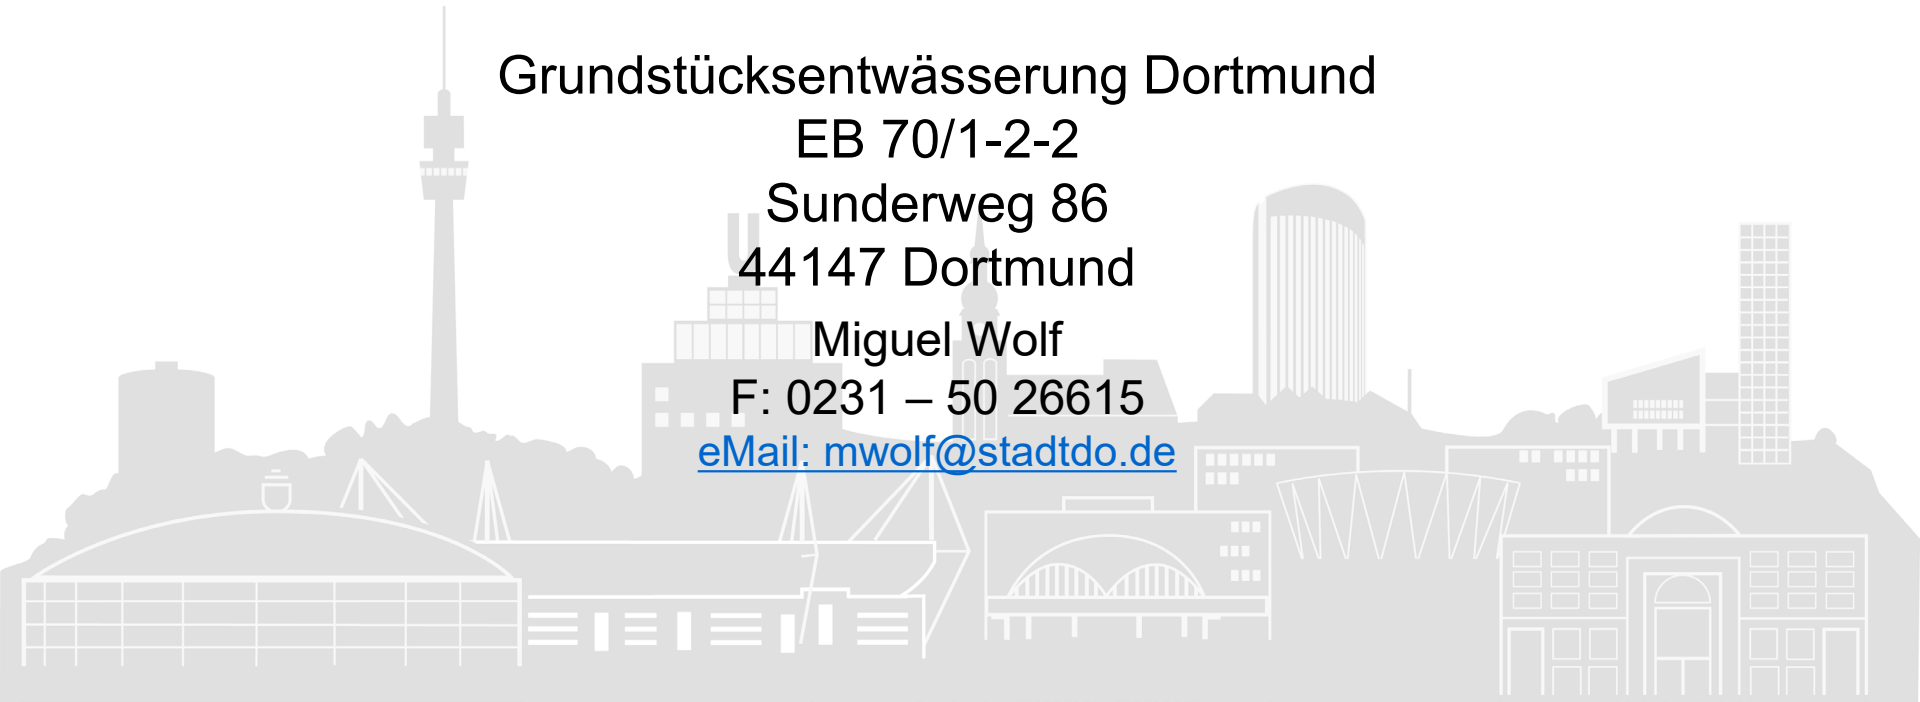 Grundstücksentwässerung Dortmund
EB 70/1-2-2
Sunderweg 86
44147 Dortmund
Miguel Wolf
F: 0231 – 50 26615
eMail: mwolf@stadtdo.de
U